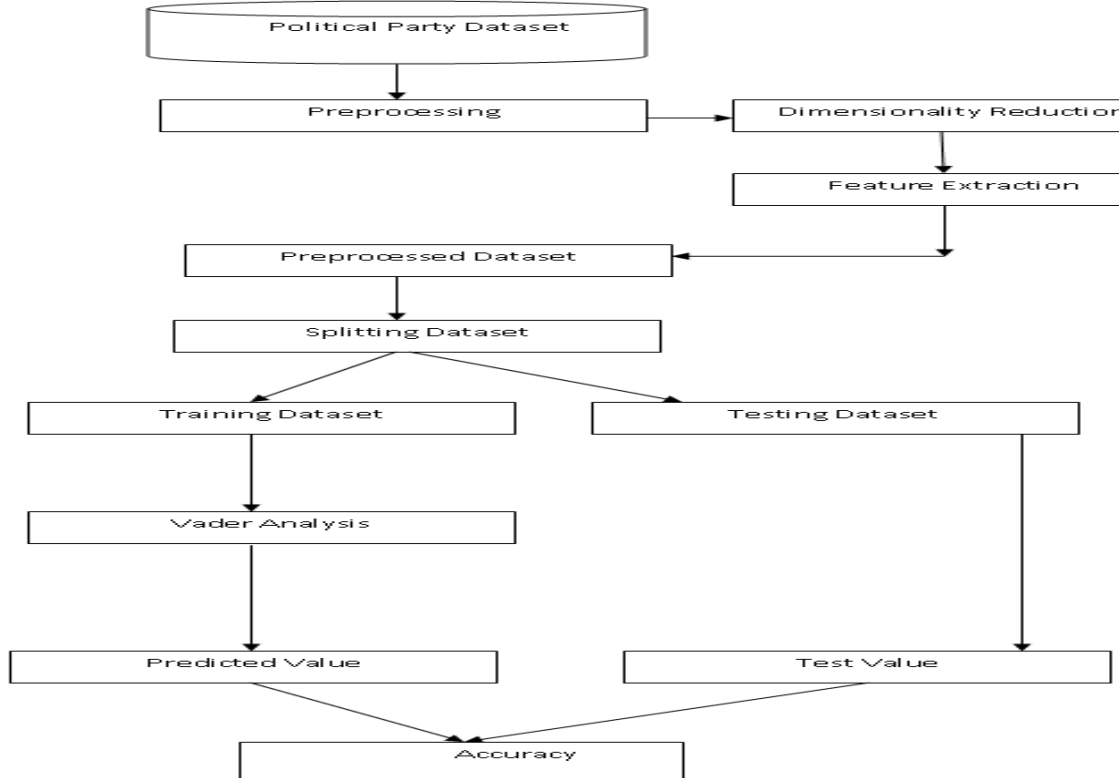 Political Party Dataset
Preprocessing
Dimensionality Reduction
Feature Extraction
Preprocessed Dataset
Splitting Dataset
Training Dataset
Testing Dataset
Vader Analysis
Predicted Value
Test Value
Accuracy